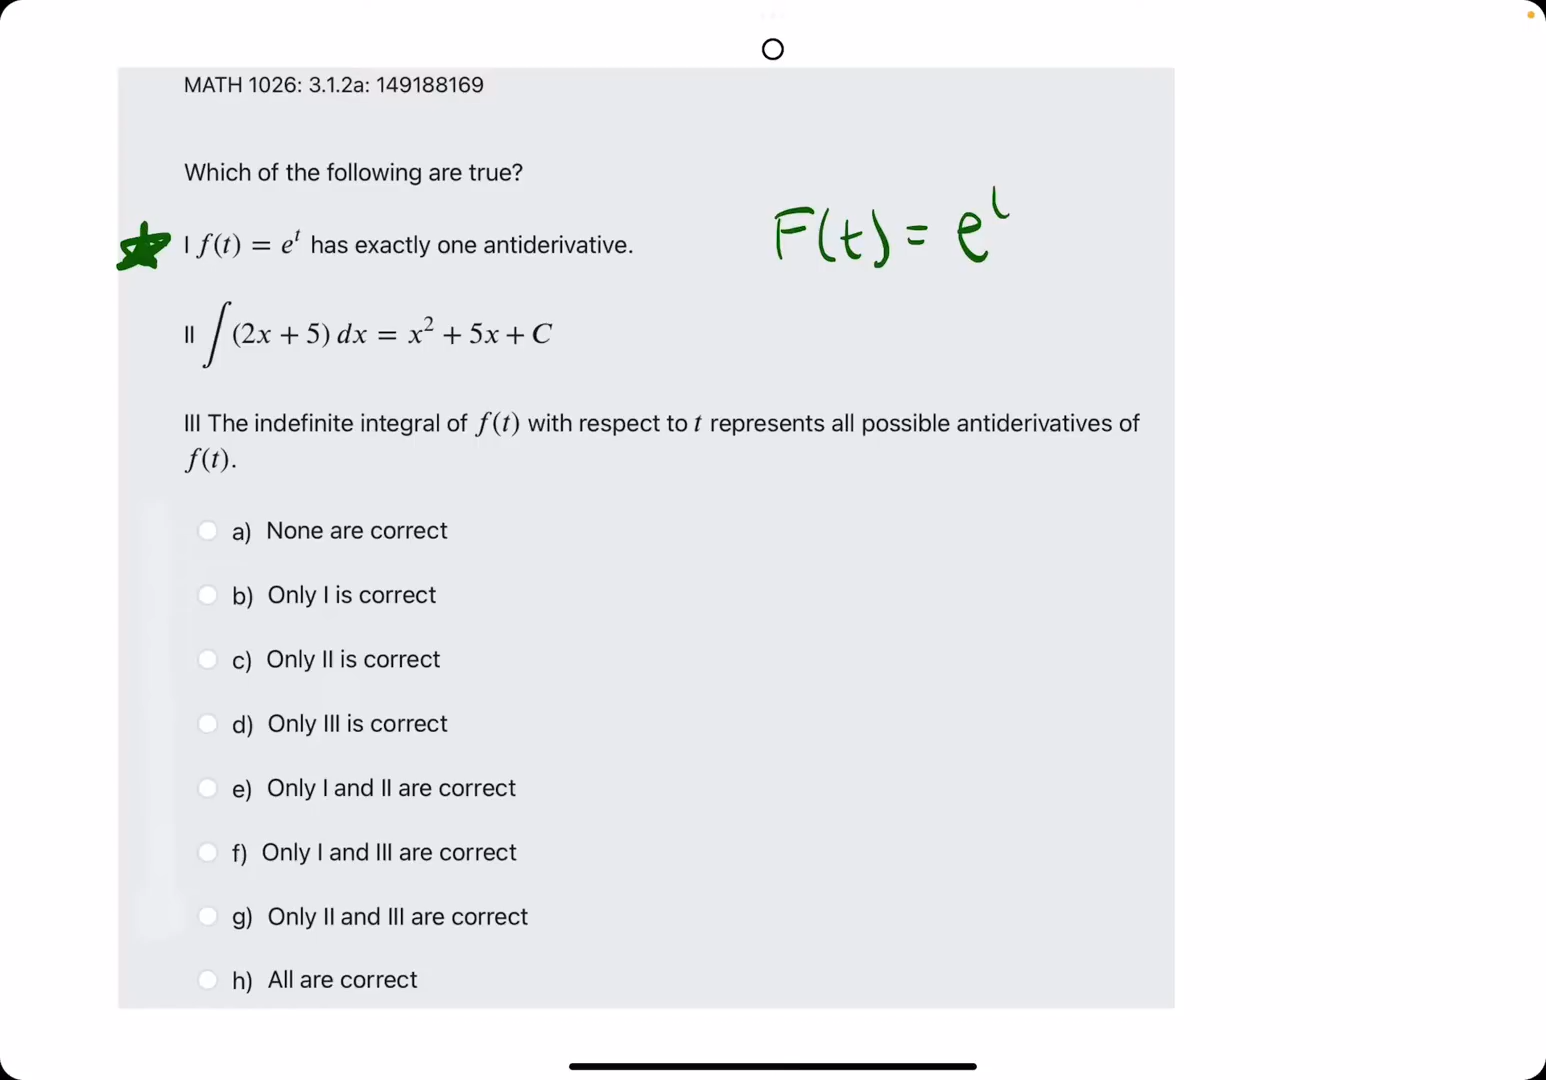 MATH 1026: 3.1.2a: 149188169
Which of the following are true?
I f(t) = e^t has exactly one antiderivative.
F(t) = e^t
II ∫(2x + 5) dx = x² + 5x + C
III The indefinite integral of f(t) with respect to t represents all possible antiderivatives of
f(t).
a) None are correct
b) Only I is correct
c) Only II is correct
d) Only III is correct
e) Only I and II are correct
f) Only I and III are correct
g) Only II and III are correct
h) All are correct